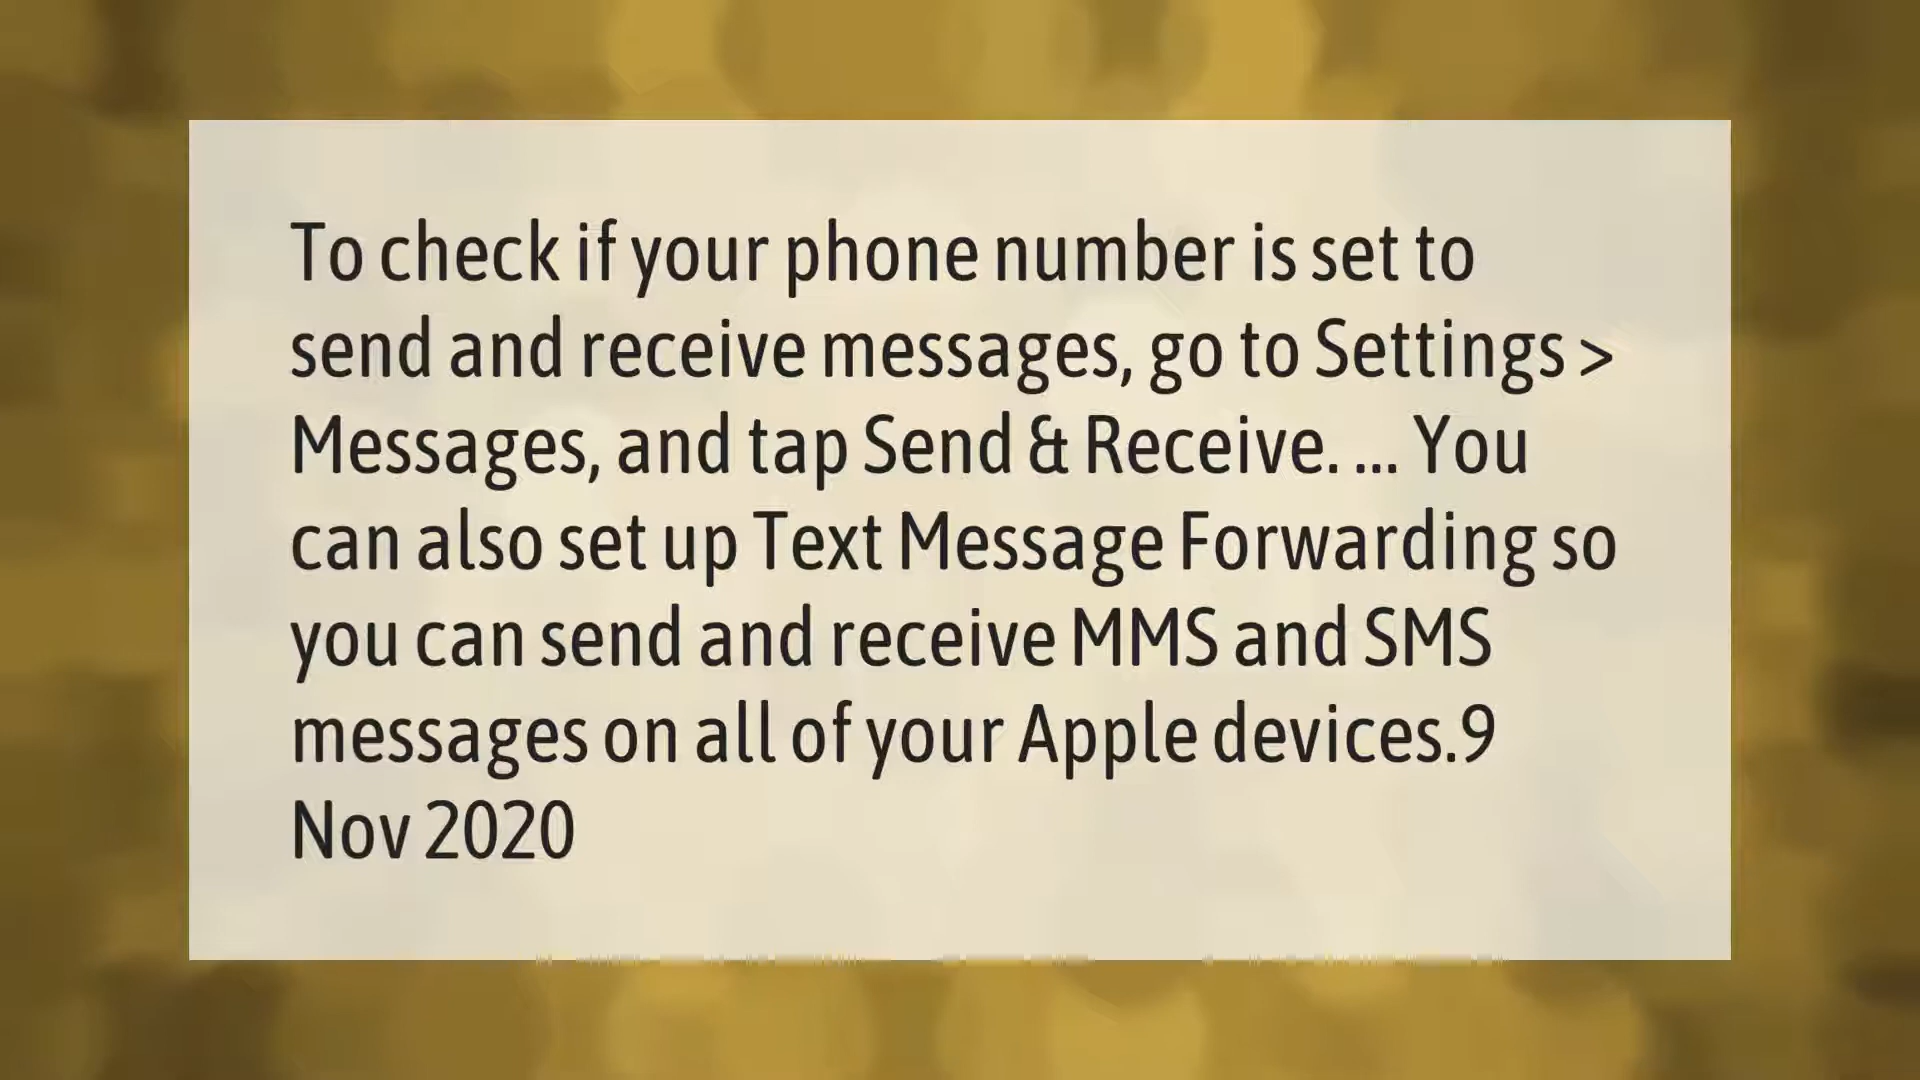 To check if your phone number is set to
send and receive messages, go to Settings >
Messages, and tap Send & Receive. ... You
can also set up Text Message Forwarding so
you can send and receive MMS and SMS
messages on all of your Apple devices.9
Nov 2020